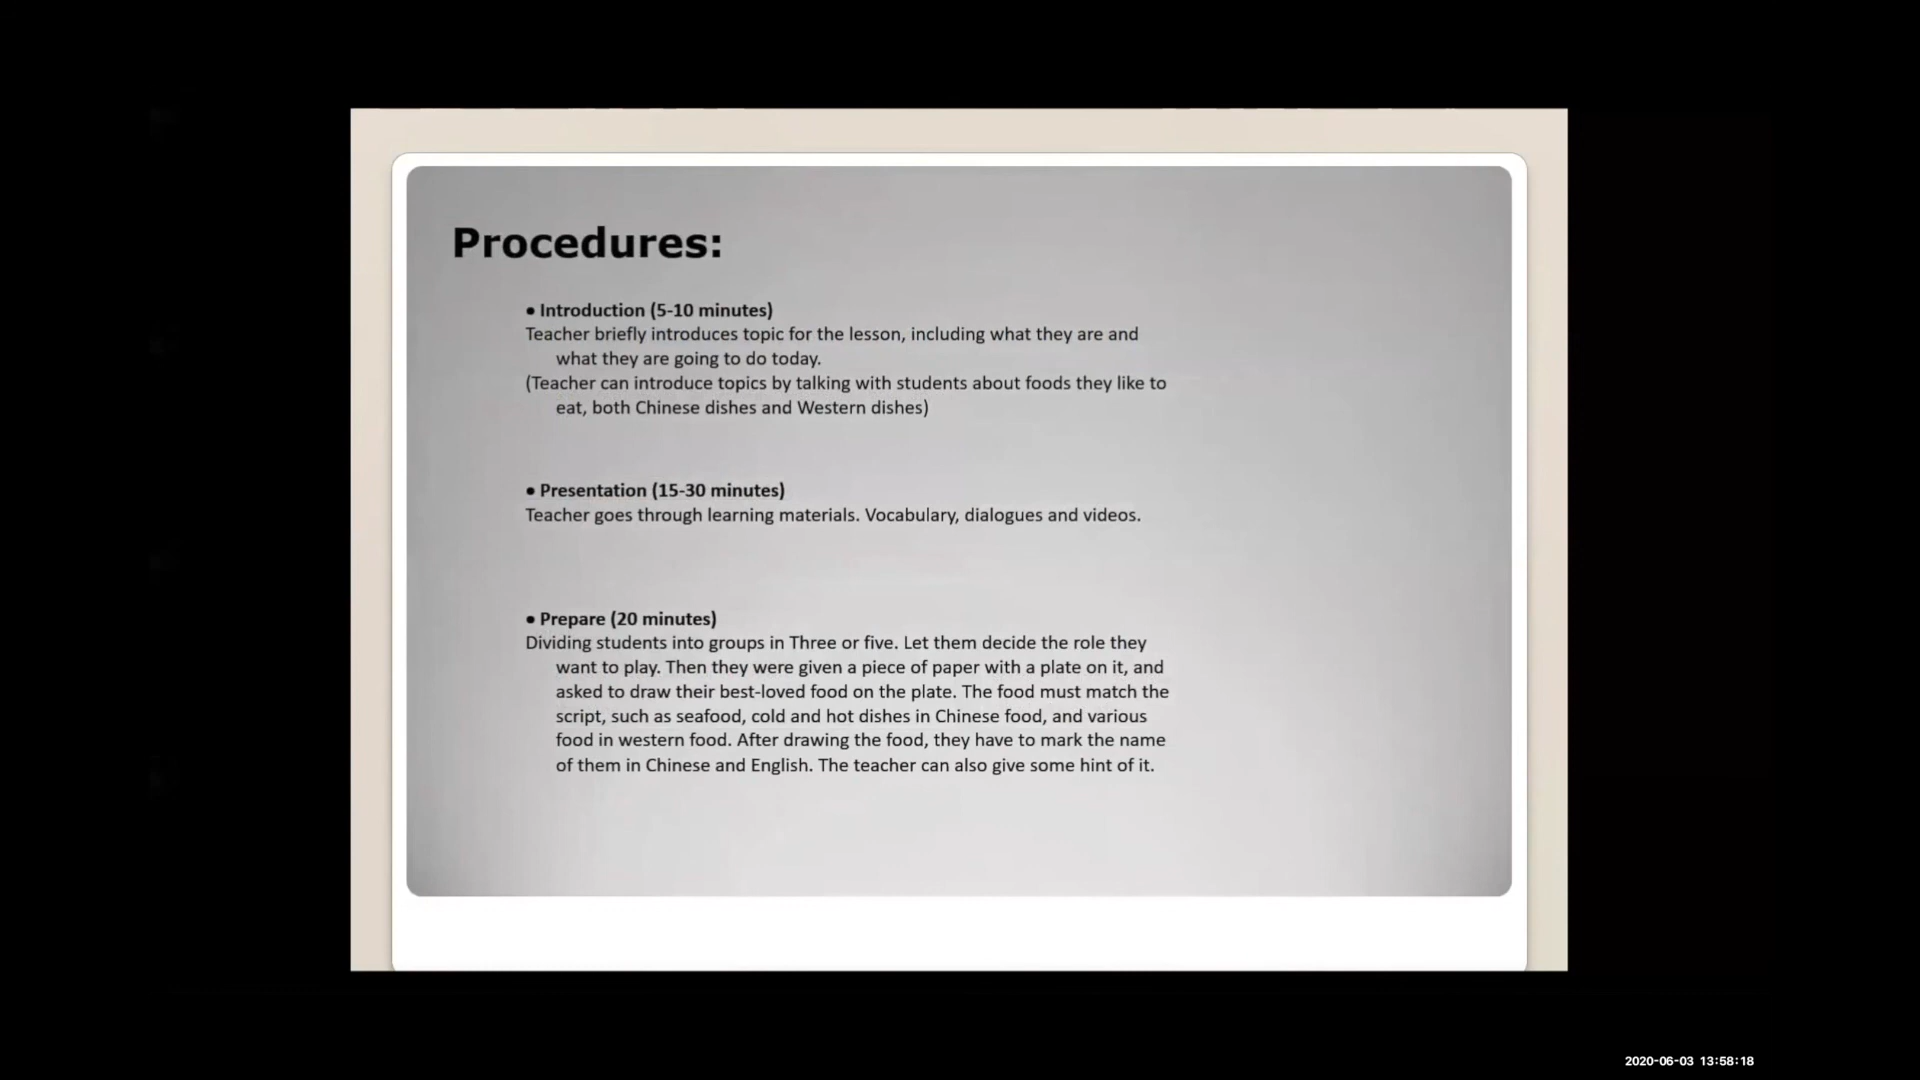 Procedures:
• Introduction (5-10 minutes)
Teacher briefly introduces topic for the lesson, including what they are and
what they are going to do today.
(Teacher can introduce topics by talking with students about foods they like to
eat, both Chinese dishes and Western dishes)
• Presentation (15-30 minutes)
Teacher goes through learning materials. Vocabulary, dialogues and videos.
• Prepare (20 minutes)
Dividing students into groups in Three or five. Let them decide the role they
want to play. Then they were given a piece of paper with a plate on it, and
asked to draw their best-loved food on the plate. The food must match the
script, such as seafood, cold and hot dishes in Chinese food, and various
food in western food. After drawing the food, they have to mark the name
of them in Chinese and English. The teacher can also give some hint of it.
2020-06-03 13:58:18